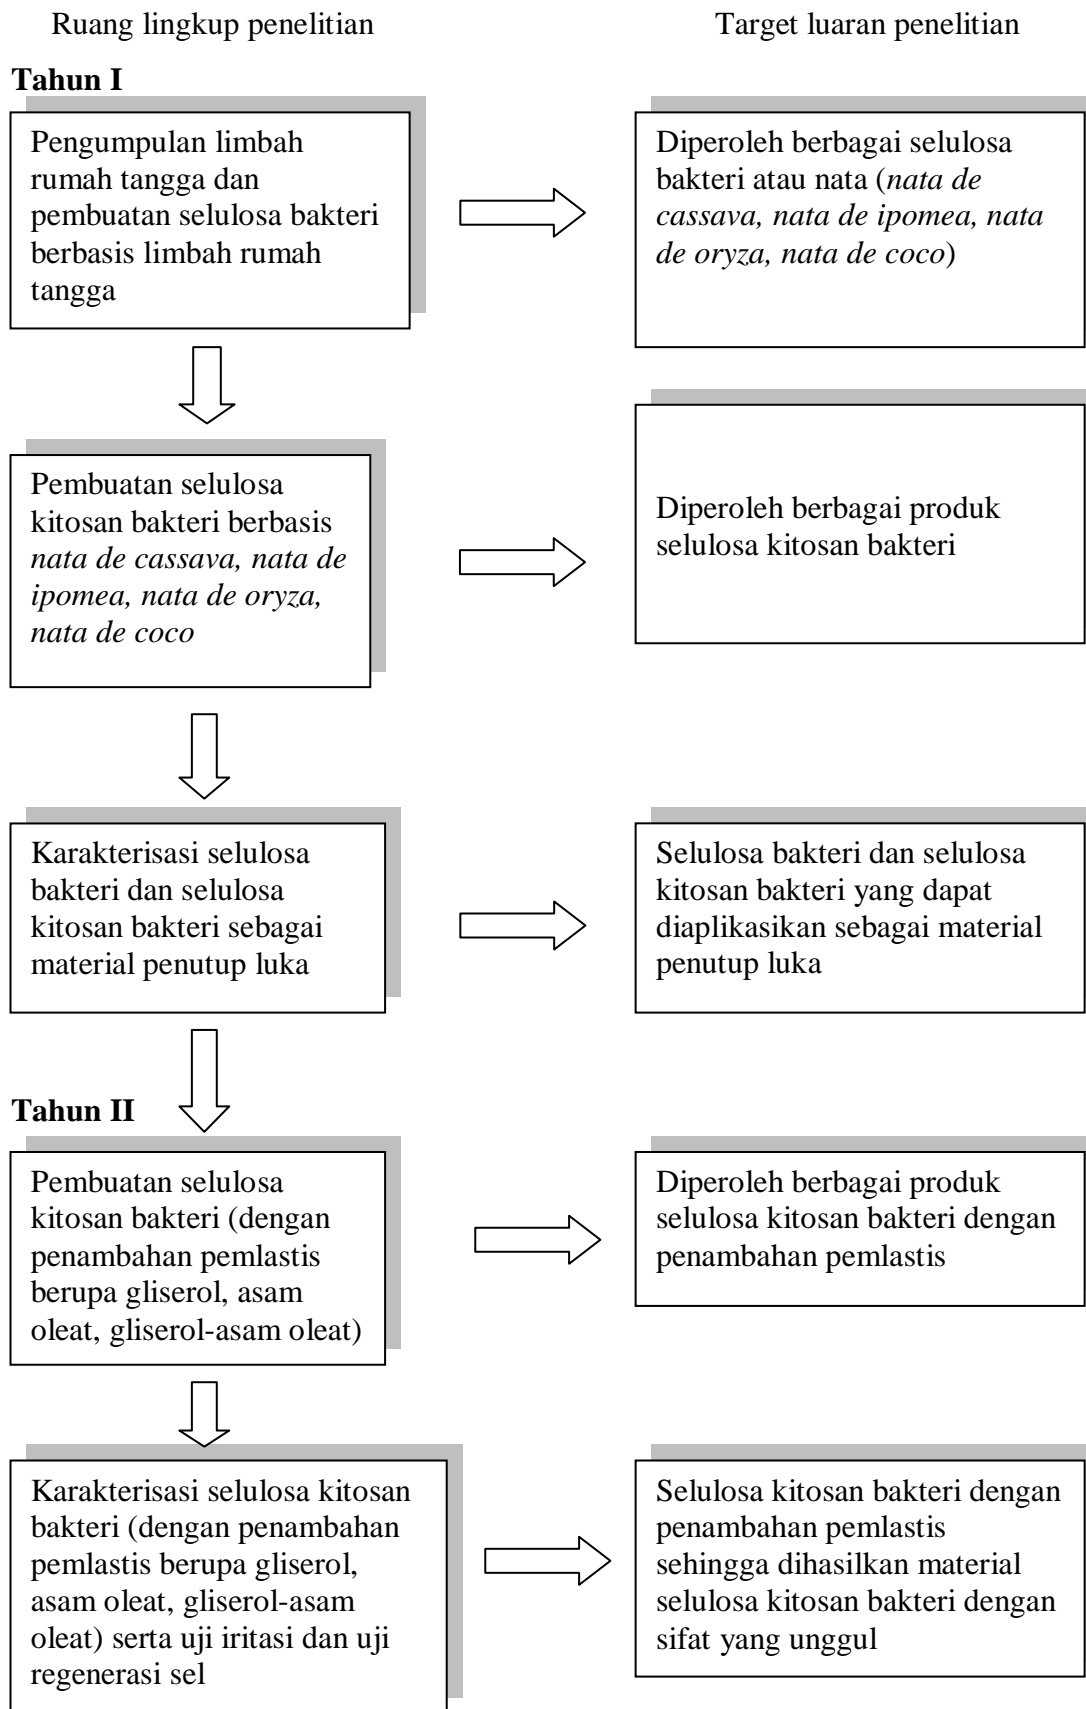 Ruang lingkup penelitian
Target luaran penelitian
Tahun I
Pengumpulan limbah
rumah tangga dan
pembuatan selulosa bakteri
berbasis limbah rumah
tangga
Diperoleh berbagai selulosa
bakteri atau nata (nata de
cassava, nata de ipomea, nata
de oryza, nata de coco)
Pembuatan selulosa
kitosan bakteri berbasis
nata de cassava, nata de
ipomea, nata de oryza,
nata de coco
Diperoleh berbagai produk
selulosa kitosan bakteri
Karakterisasi selulosa
bakteri dan selulosa
kitosan bakteri sebagai
material penutup luka
Selulosa bakteri dan selulosa
kitosan bakteri yang dapat
diaplikasikan sebagai material
penutup luka
Tahun II
Pembuatan selulosa
kitosan bakteri (dengan
penambahan pemlastis
berupa gliserol, asam
oleat, gliserol-asam oleat)
Diperoleh berbagai produk
selulosa kitosan bakteri dengan
penambahan pemlastis
Karakterisasi selulosa kitosan
bakteri (dengan penambahan
pemlastis berupa gliserol,
asam oleat, gliserol-asam
oleat) serta uji iritasi dan uji
regenerasi sel
Selulosa kitosan bakteri dengan
penambahan pemlastis
sehingga dihasilkan material
selulosa kitosan bakteri dengan
sifat yang unggul